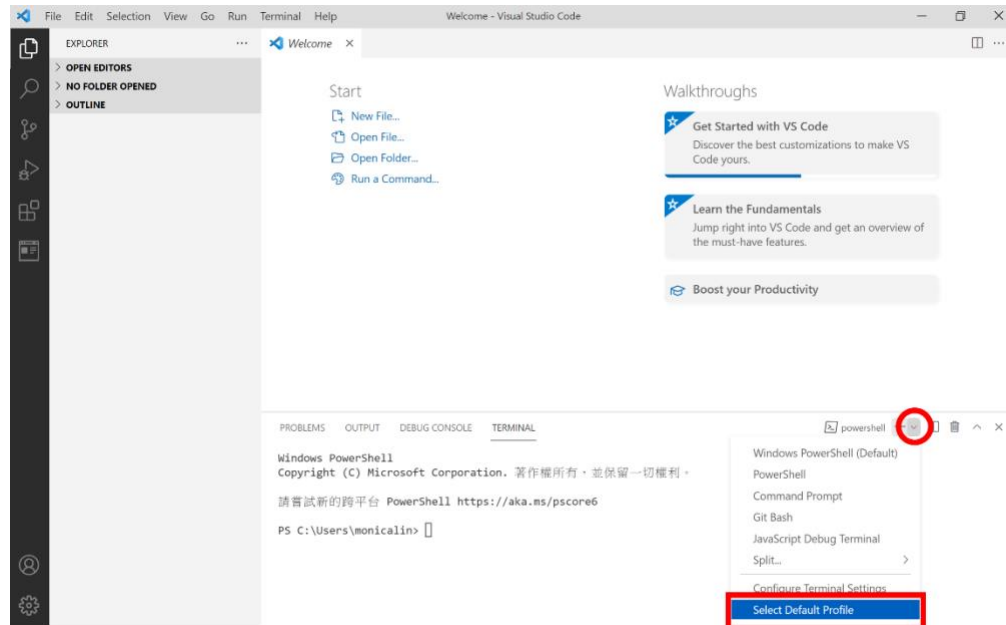 File Edit Selection View Go Run Terminal Help Welcome - Visual Studio Code
EXPLORER
Welcome
OPEN EDITORS
NO FOLDER OPENED
OUTLINE
Start
New File...
Open File...
Open Folder...
Run a Command...
Walkthroughs
Get Started with VS Code
Discover the best customizations to make VS
Code yours.
Learn the Fundamentals
Jump right into VS Code and get an overview of
the must-have features.
Boost your Productivity
PROBLEMS OUTPUT DEBUG CONSOLE TERMINAL
powershell
Windows PowerShell
Copyright (C) Microsoft Corporation. 著作權所有，並保留一切權利。
請嘗試新的跨平台 PowerShell https://aka.ms/pscore6
PS C:\Users\monicalin>
Windows PowerShell (Default)
PowerShell
Command Prompt
Git Bash
JavaScript Debug Terminal
Split...
Configure Terminal Settings
Select Default Profile